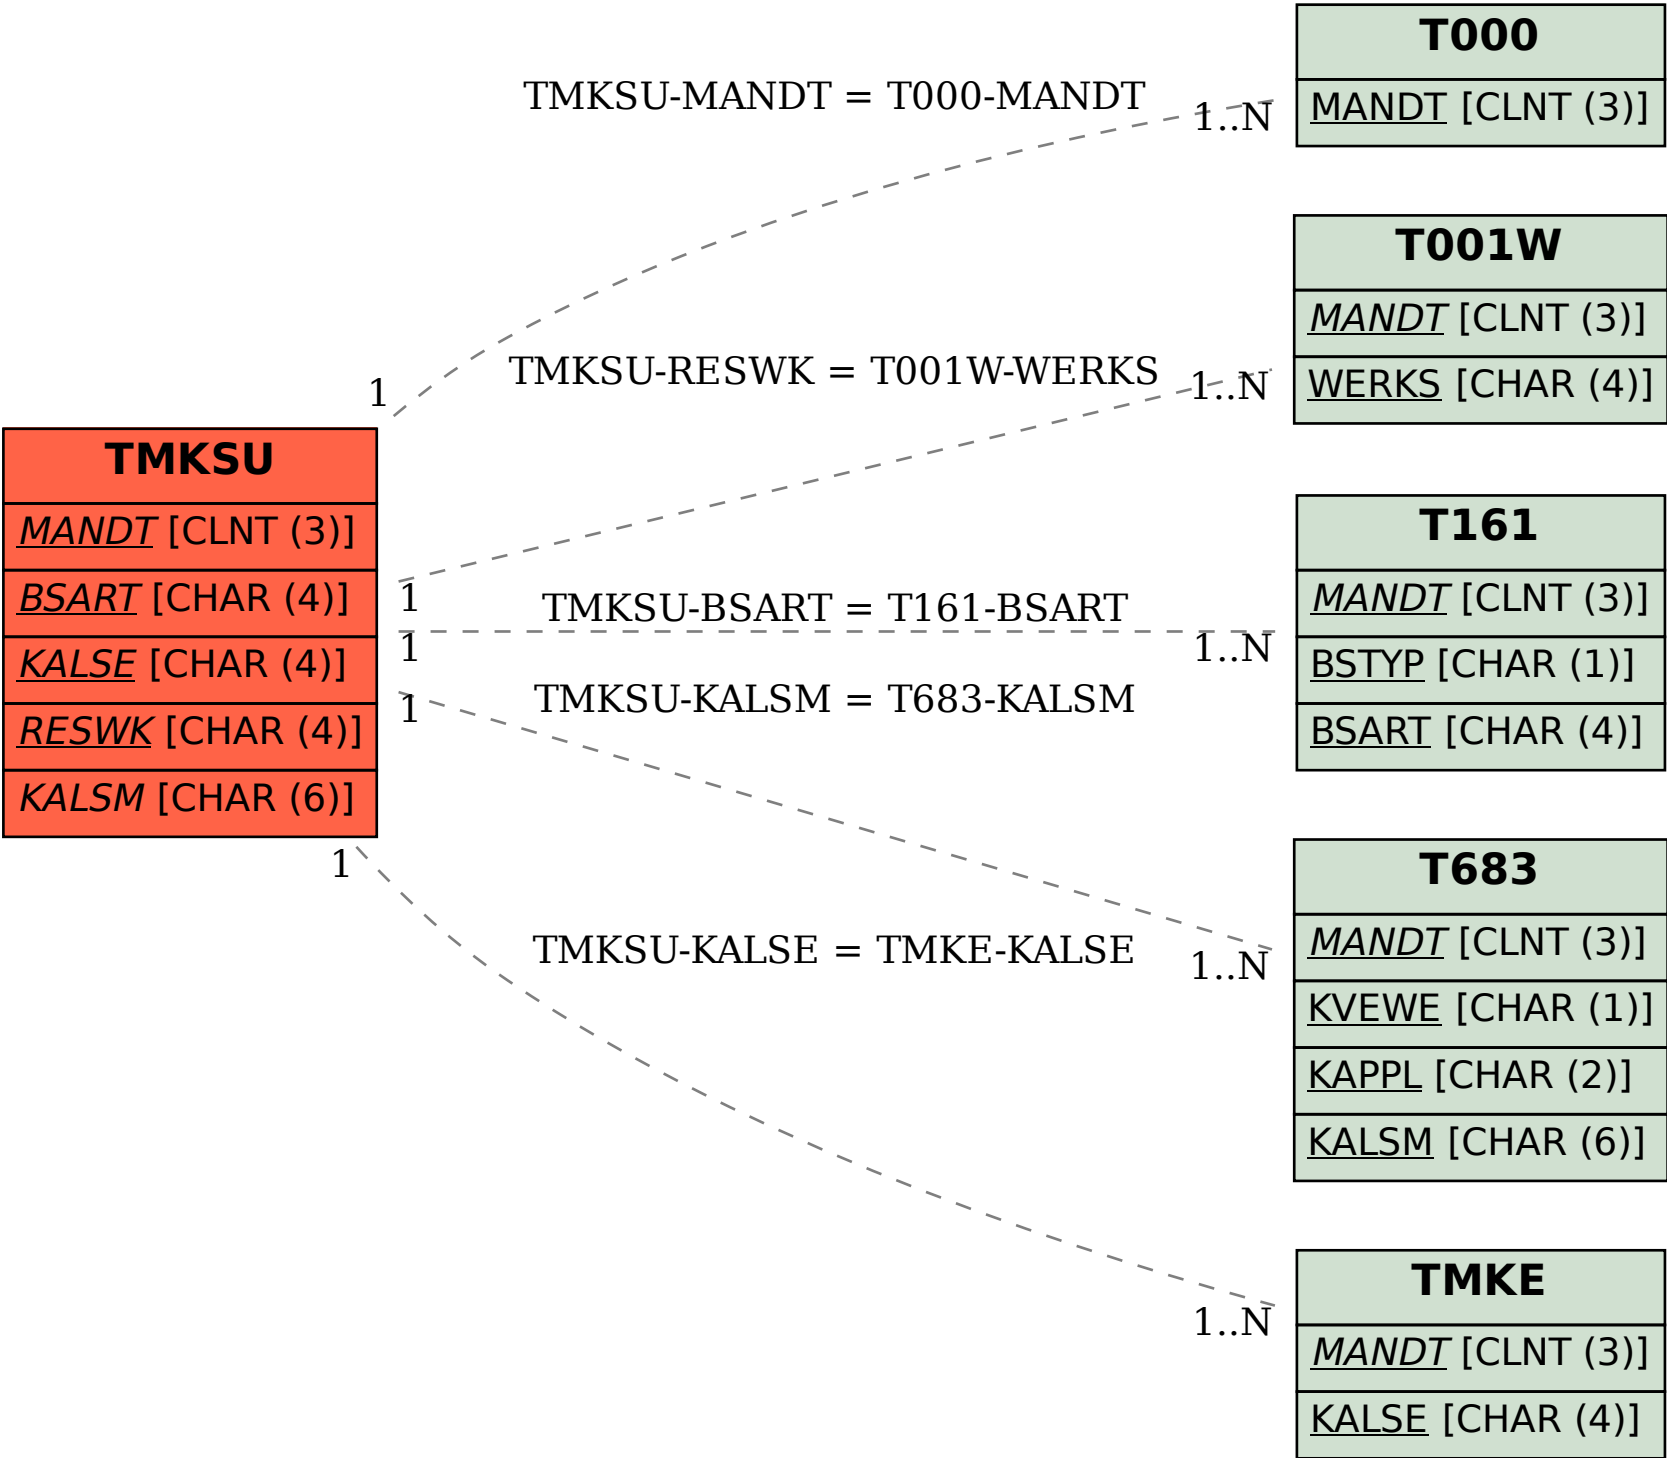 T000
MANDT [CLNT (3)]
TMKSU-MANDT = T000-MANDT
1..N
1
T001W
MANDT [CLNT (3)]
WERKS [CHAR (4)]
TMKSU-RESWK = T001W-WERKS
1..N
1
TMKSU
MANDT [CLNT (3)]
BSART [CHAR (4)]
KALSE [CHAR (4)]
RESWK [CHAR (4)]
KALSM [CHAR (6)]
T161
MANDT [CLNT (3)]
BSTYP [CHAR (1)]
BSART [CHAR (4)]
TMKSU-BSART = T161-BSART
1
1..N
TMKSU-KALSM = T683-KALSM
1
1..N
T683
MANDT [CLNT (3)]
KVEWE [CHAR (1)]
KAPPL [CHAR (2)]
KALSM [CHAR (6)]
1
TMKSU-KALSE = TMKE-KALSE
1..N
TMKE
MANDT [CLNT (3)]
KALSE [CHAR (4)]